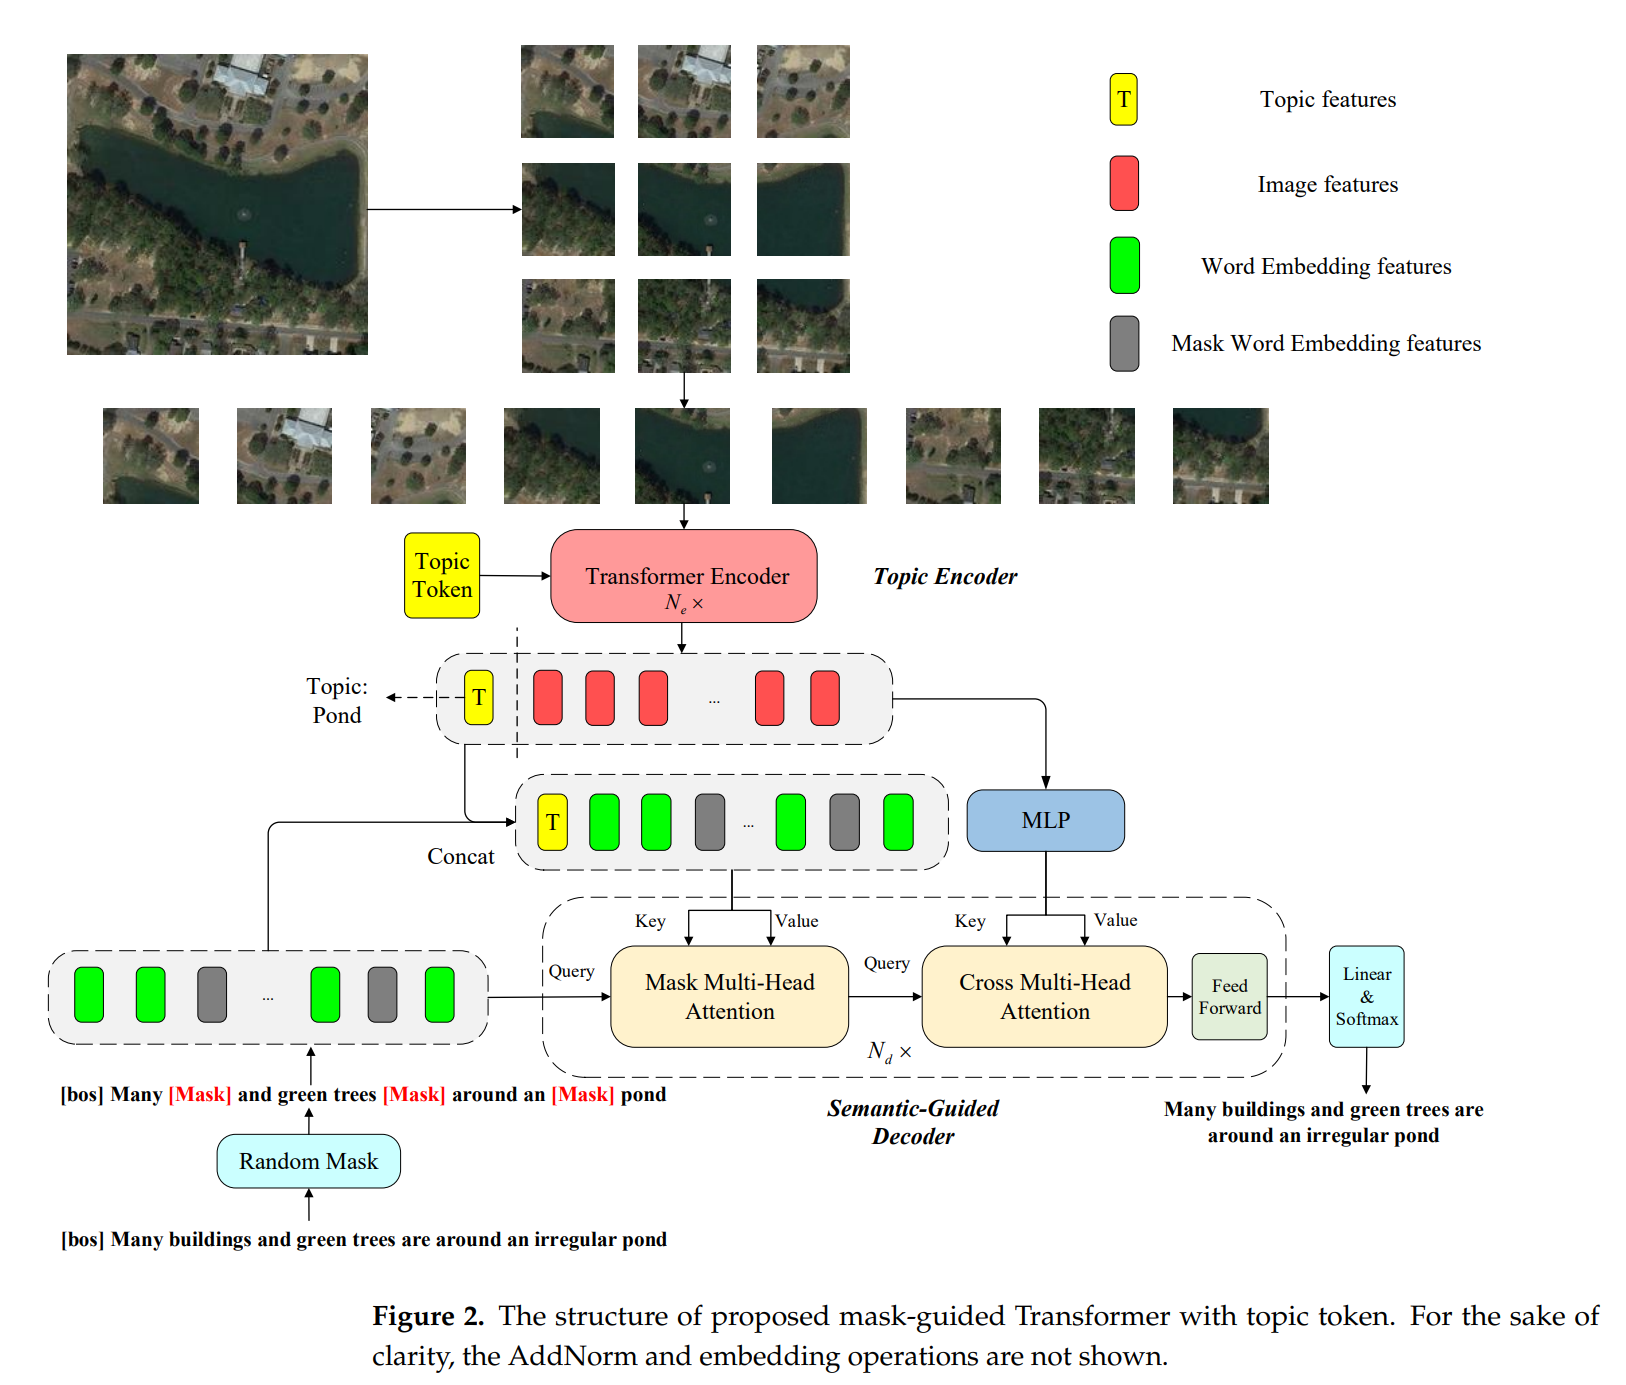 T
Topic features
Image features
Word Embedding features
Mask Word Embedding features
Topic
Token
Transformer Encoder
Nₑ ×
Topic Encoder
Topic:
Pond
T
...
T
...
Concat
MLP
Key
Value
Key
Value
Query
Mask Multi-Head
Attention
Query
Cross Multi-Head
Attention
Feed
Forward
Linear
&
Softmax
...
N_d ×
[bos] Many [Mask] and green trees [Mask] around an [Mask] pond
Semantic-Guided
Decoder
Many buildings and green trees are
around an irregular pond
Random Mask
[bos] Many buildings and green trees are around an irregular pond
Figure 2. The structure of proposed mask-guided Transformer with topic token. For the sake of
clarity, the AddNorm and embedding operations are not shown.